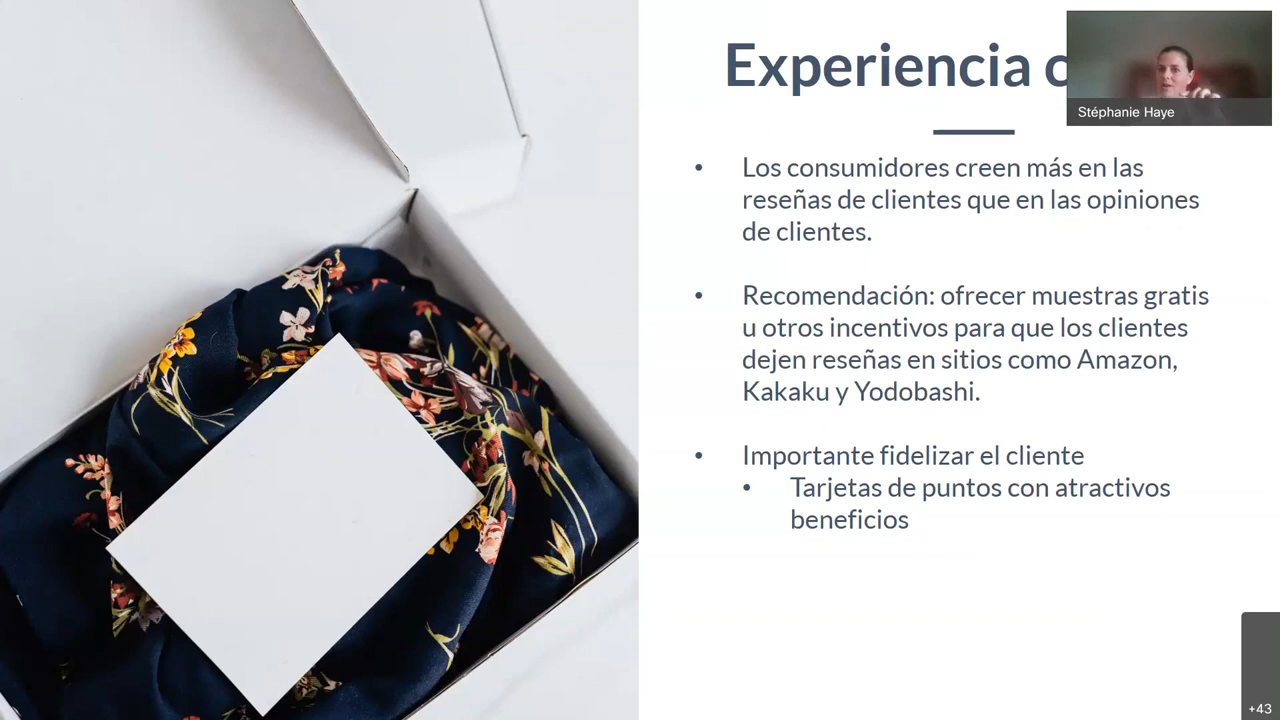 Experiencia
Stéphanie Haye
• Los consumidores creen más en las
reseñas de clientes que en las opiniones
de clientes.
• Recomendación: ofrecer muestras gratis
u otros incentivos para que los clientes
dejen reseñas en sitios como Amazon,
Kakaku y Yodobashi.
• Importante fidelizar el cliente
• Tarjetas de puntos con atractivos
beneficios
+43